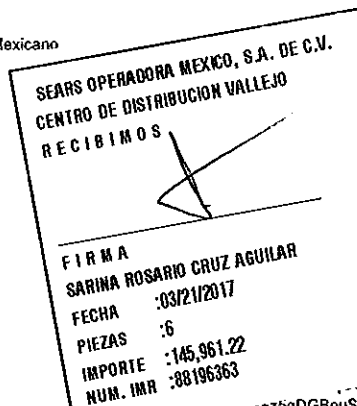 Mexicano
SEARS OPERADORA MEXICO, S.A. DE C.V.
CENTRO DE DISTRIBUCION VALLEJO
RECIBIMOS
FIRMA
SARINA ROSARIO CRUZ AGUILAR
FECHA :03/21/2017
PIEZAS :6
IMPORTE :145,961.22
NUM. IMR :88196363